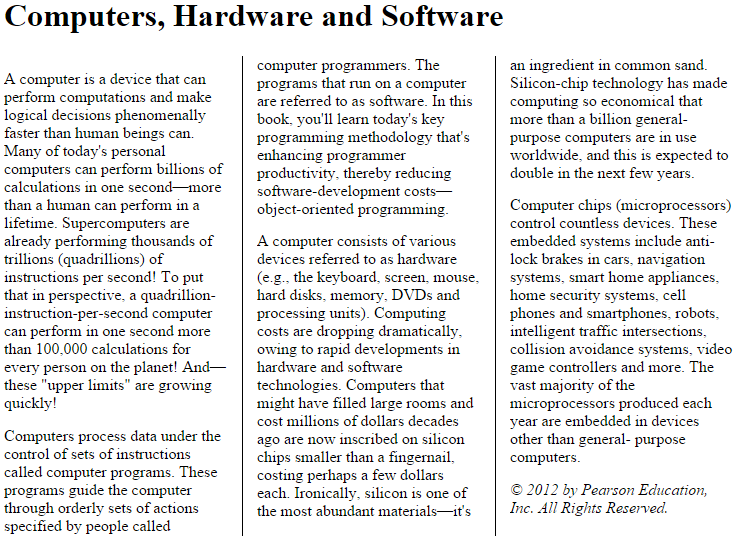 Computers, Hardware and Software
A computer is a device that can
perform computations and make
logical decisions phenomenally
faster than human beings can.
Many of today's personal
computers can perform billions of
calculations in one second—more
than a human can perform in a
lifetime. Supercomputers are
already performing thousands of
trillions (quadrillions) of
instructions per second! To put
that in perspective, a quadrillion-
instruction-per-second computer
can perform in one second more
than 100,000 calculations for
every person on the planet! And—
these "upper limits" are growing
quickly!
Computers process data under the
control of sets of instructions
called computer programs. These
programs guide the computer
through orderly sets of actions
specified by people called
computer programmers. The
programs that run on a computer
are referred to as software. In this
book, you'll learn today's key
programming methodology that's
enhancing programmer
productivity, thereby reducing
software-development costs—
object-oriented programming.
A computer consists of various
devices referred to as hardware
(e.g., the keyboard, screen, mouse,
hard disks, memory, DVDs and
processing units). Computing
costs are dropping dramatically,
owing to rapid developments in
hardware and software
technologies. Computers that
might have filled large rooms and
cost millions of dollars decades
ago are now inscribed on silicon
chips smaller than a fingernail,
costing perhaps a few dollars
each. Ironically, silicon is one of
the most abundant materials—it's
an ingredient in common sand.
Silicon-chip technology has made
computing so economical that
more than a billion general-
purpose computers are in use
worldwide, and this is expected to
double in the next few years.
Computer chips (microprocessors)
control countless devices. These
embedded systems include anti-
lock brakes in cars, navigation
systems, smart home appliances,
home security systems, cell
phones and smartphones, robots,
intelligent traffic intersections,
collision avoidance systems, video
game controllers and more. The
vast majority of the
microprocessors produced each
year are embedded in devices
other than general- purpose
computers.
© 2012 by Pearson Education,
Inc. All Rights Reserved.